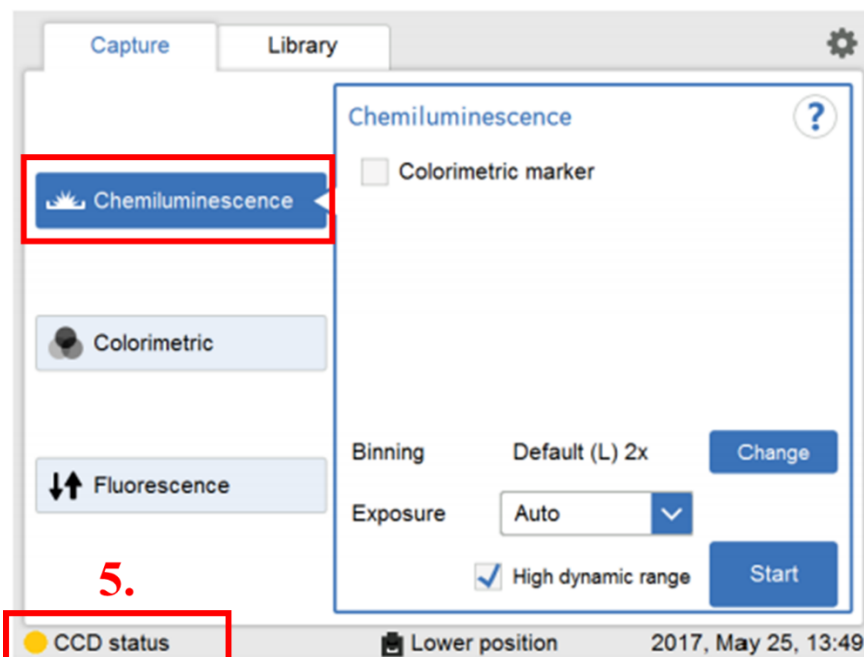 Capture
Library
Chemiluminescence
?
Colorimetric marker
Chemiluminescence
Colorimetric
Fluorescence
Binning
Default (L) 2x
Change
Exposure
Auto
High dynamic range
Start
5.
CCD status
Lower position
2017, May 25, 13:49